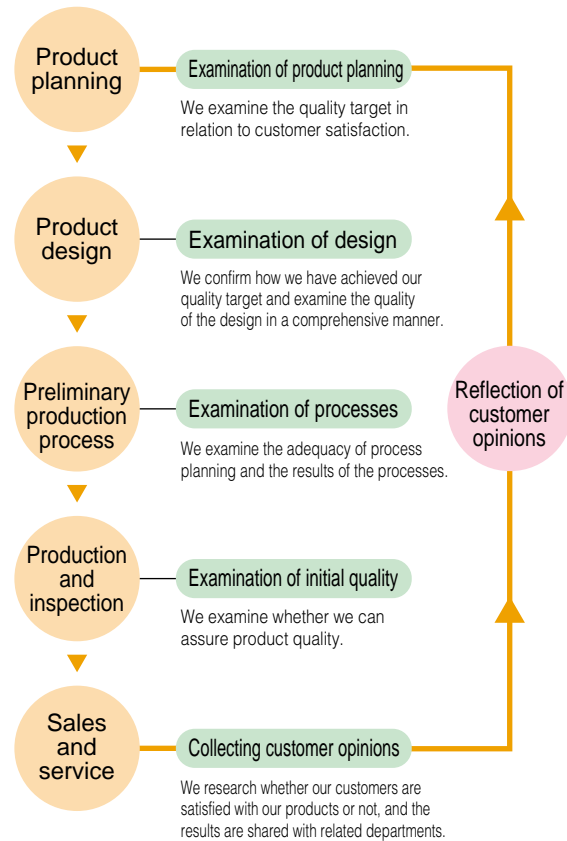 Product
planning
Examination of product planning
We examine the quality target in
relation to customer satisfaction.
Product
design
Examination of design
We confirm how we have achieved our
quality target and examine the quality
of the design in a comprehensive manner.
Preliminary
production
process
Examination of processes
We examine the adequacy of process
planning and the results of the processes.
Reflection of
customer
opinions
Production
and
inspection
Examination of initial quality
We examine whether we can
assure product quality.
Sales
and
service
Collecting customer opinions
We research whether our customers are
satisfied with our products or not, and the
results are shared with related departments.